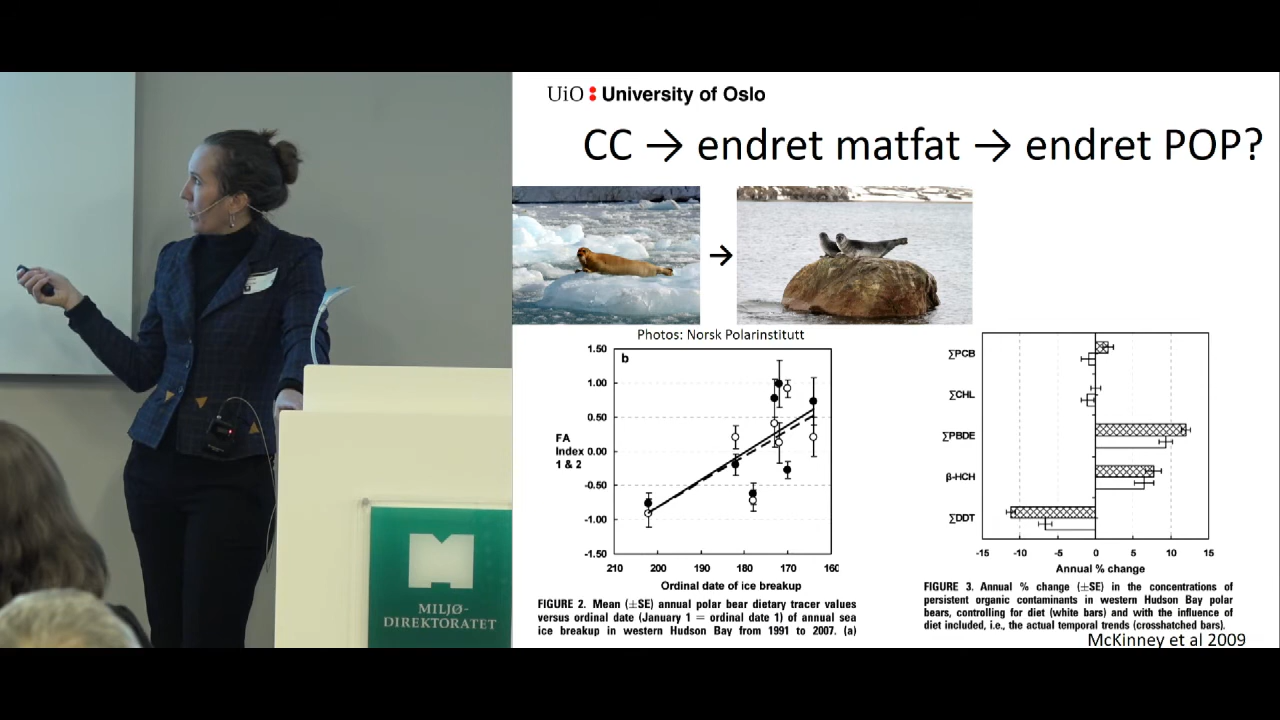 UiO : University of Oslo
CC → endret matfat → endret POP?
→
Photos: Norsk Polarinstitutt
b
1.50
1.00
0.50
0.00
-0.50
-1.00
-1.50
FA
Index
1 & 2
210 200 190 180 170 160
Ordinal date of ice breakup
FIGURE 2. Mean (±SE) annual polar bear dietary tracer values
versus ordinal date (January 1 = ordinal date 1) of annual sea
ice breakup in western Hudson Bay from 1991 to 2007. (a)
∑PCB
∑CHL
∑PBDE
β-HCH
∑DDT
-15 -10 -5 0 5 10 15
Annual % change
FIGURE 3. Annual % change (±SE) in the concentrations of
persistent organic contaminants in western Hudson Bay polar
bears, controlling for diet (white bars) and with the influence of
diet included, i.e., the actual temporal trends (crosshatched bars).
McKinney et al 2009
MILJØ-
DIREKTORATET